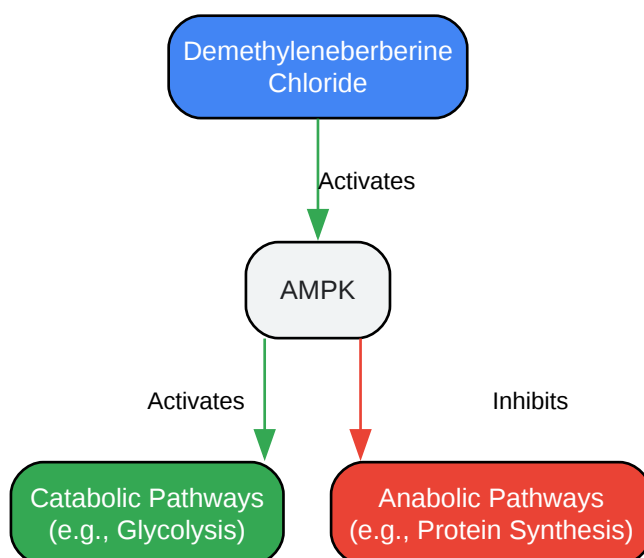 Demethyleneberberine
Chloride
Activates
AMPK
Activates
Inhibits
Catabolic Pathways
(e.g., Glycolysis)
Anabolic Pathways
(e.g., Protein Synthesis)